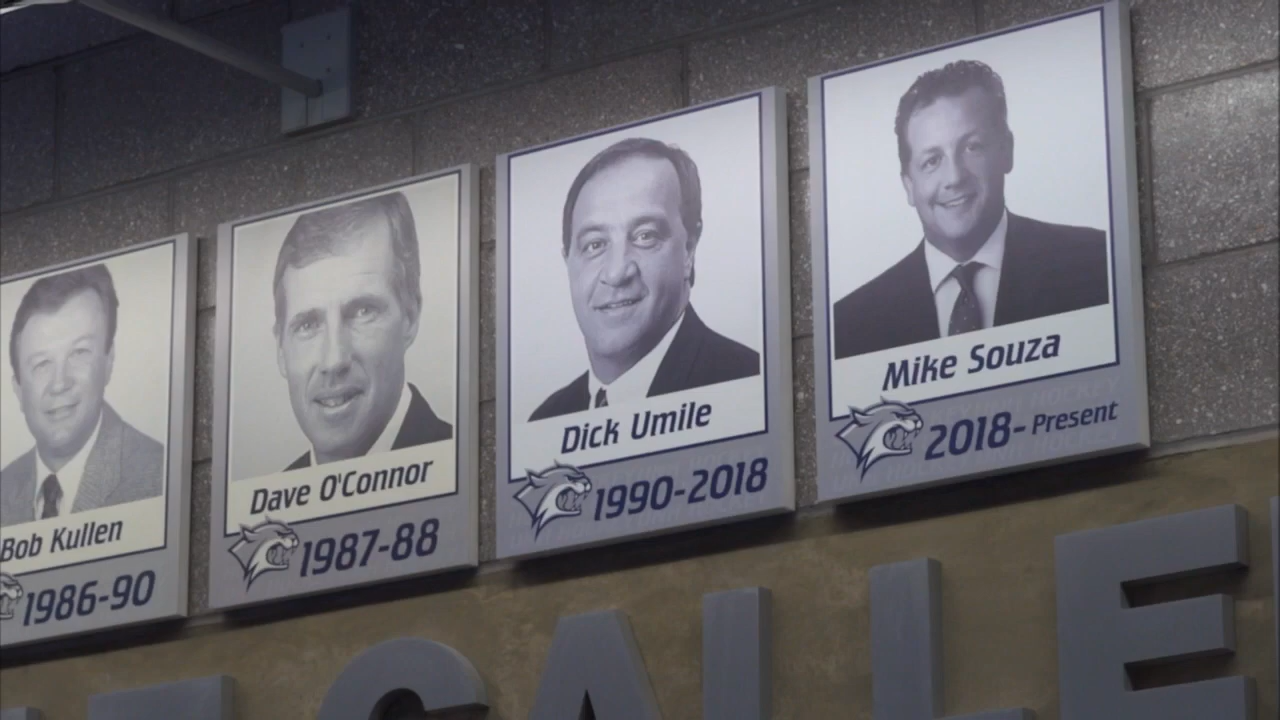 Bob Kullen
1986-90
Dave O'Connor
1987-88
Dick Umile
1990-2018
Mike Souza
2018- Present